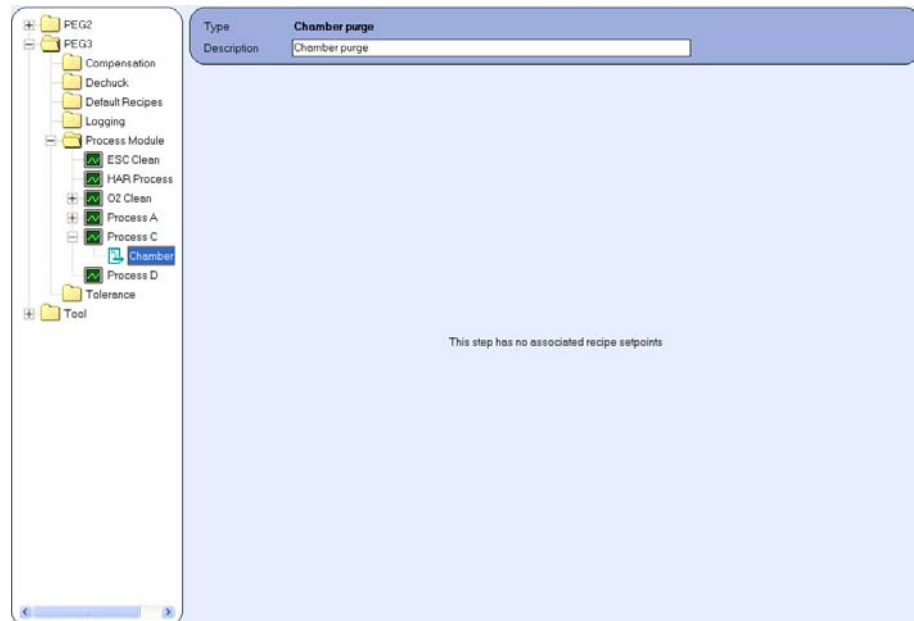 PEG2
PEG3
Compensation
Dechuck
Default Recipes
Logging
Process Module
ESC Clean
HAR Process
O2 Clean
Process A
Process C
Chamber
Process D
Tolerance
Tool
Type Chamber purge
Description Chamber purge
This step has no associated recipe setpoints